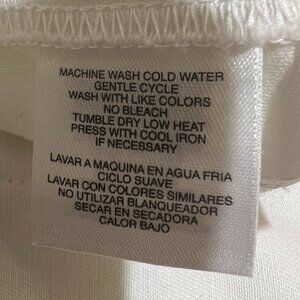 MACHINE WASH COLD WATER
GENTLE CYCLE
WASH WITH LIKE COLORS
NO BLEACH
TUMBLE DRY LOW HEAT
PRESS WITH COOL IRON
IF NECESSARY
LAVAR A MAQUINA EN AGUA FRIA
CICLO SUAVE
LAVAR CON COLORES SIMILARES
NO UTILIZAR BLANQUEADOR
SECAR EN SECADORA
CALOR BAJO